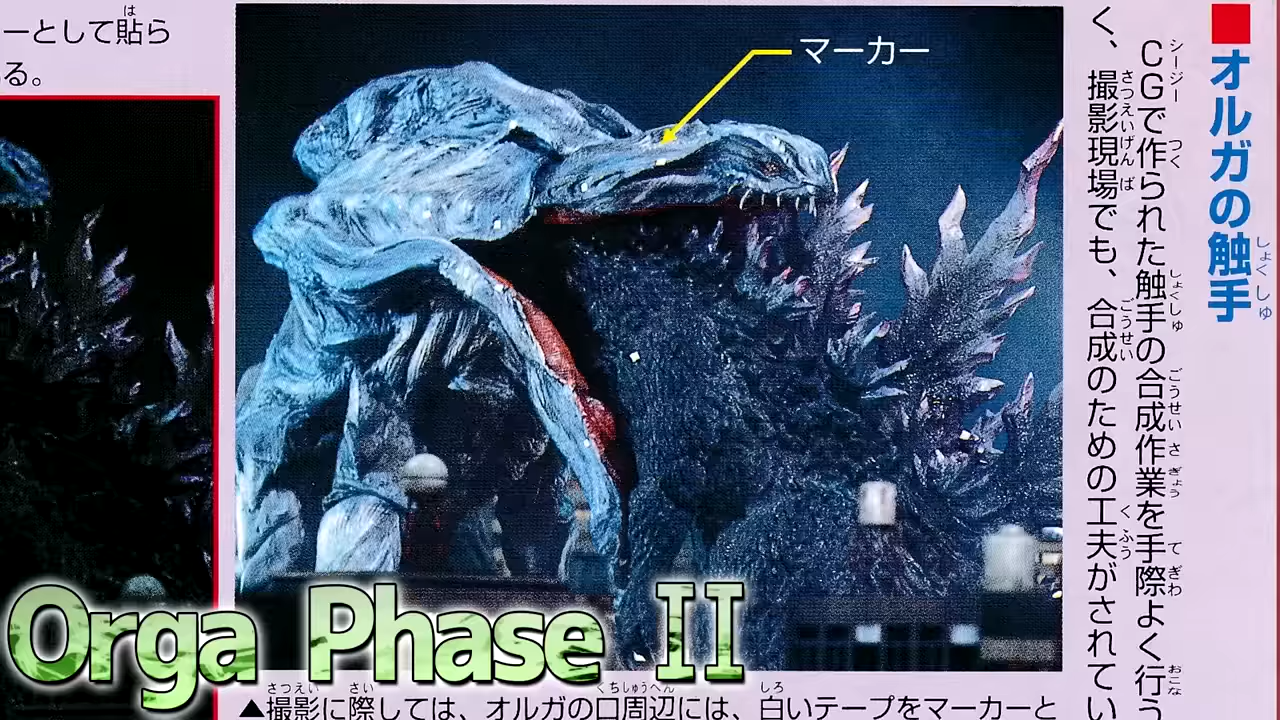 ■オルガの触手
CGで作られた触手の合成作業を手際よく行う
く、撮影現場でも、合成のための工夫がされてい
マーカー
ーとして貼ら
る。
▲撮影に際しては、オルガの口周辺には、白いテープをマーカーと
Orga Phase II